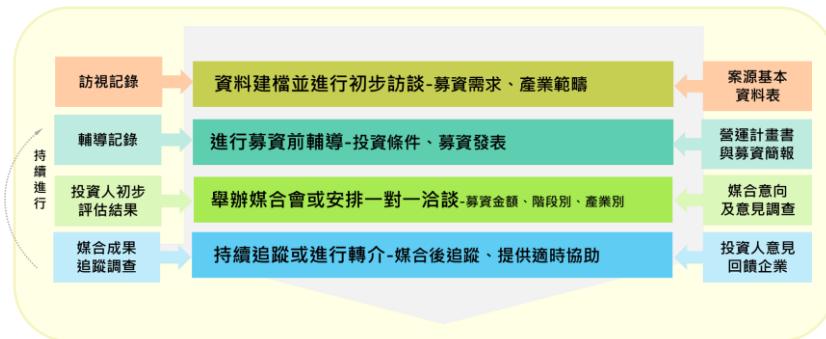 訪視記錄
資料建檔並進行初步訪談-募資需求、產業範疇
案源基本
資料表
輔導記錄
進行募資前輔導-投資條件、募資發表
營運計畫書
與募資簡報
持續進行
投資人初步
評估結果
舉辦媒合會或安排一對一洽談-募資金額、階段別、產業別
媒合意向
及意見調查
媒合成果
追蹤調查
持續追蹤或進行轉介-媒合後追蹤、提供適時協助
投資人意見
回饋企業